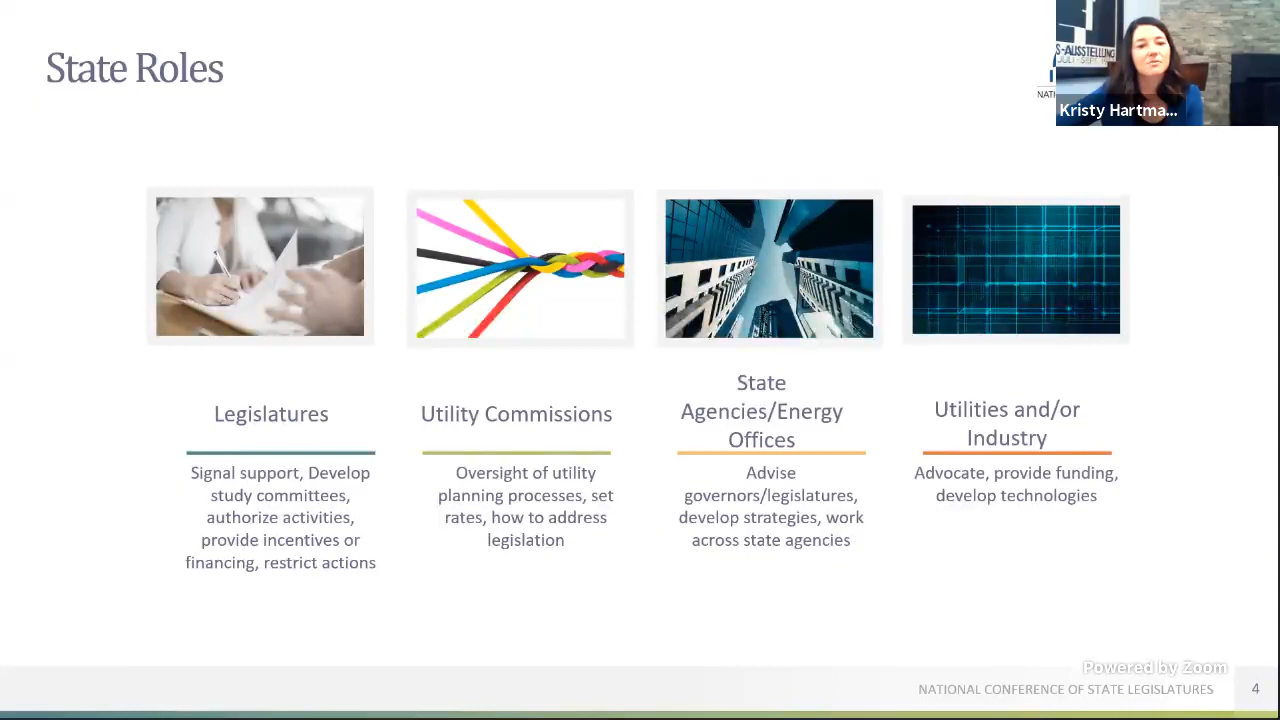 State Roles
S-AUSSTELLUNG
NATI
Kristy Hartma...
Legislatures
Signal support, Develop
study committees,
authorize activities,
provide incentives or
financing, restrict actions
Utility Commissions
Oversight of utility
planning processes, set
rates, how to address
legislation
State
Agencies/Energy
Offices
Advise
governors/legislatures,
develop strategies, work
across state agencies
Utilities and/or
Industry
Advocate, provide funding,
develop technologies
Powered by Zoom
NATIONAL CONFERENCE OF STATE LEGISLATURES 4